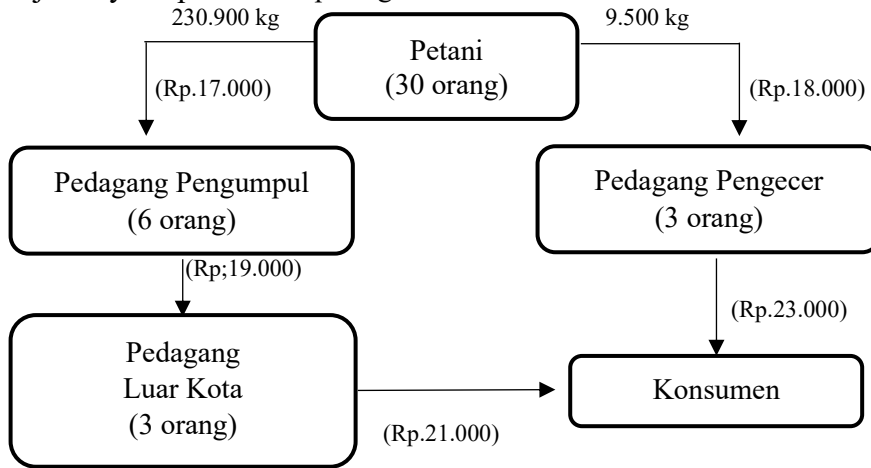 230.900 kg
9.500 kg
Petani
(30 orang)
(Rp.17.000)
(Rp.18.000)
Pedagang Pengumpul
(6 orang)
Pedagang Pengecer
(3 orang)
(Rp;19.000)
(Rp.23.000)
Pedagang
Luar Kota
(3 orang)
Konsumen
(Rp.21.000)